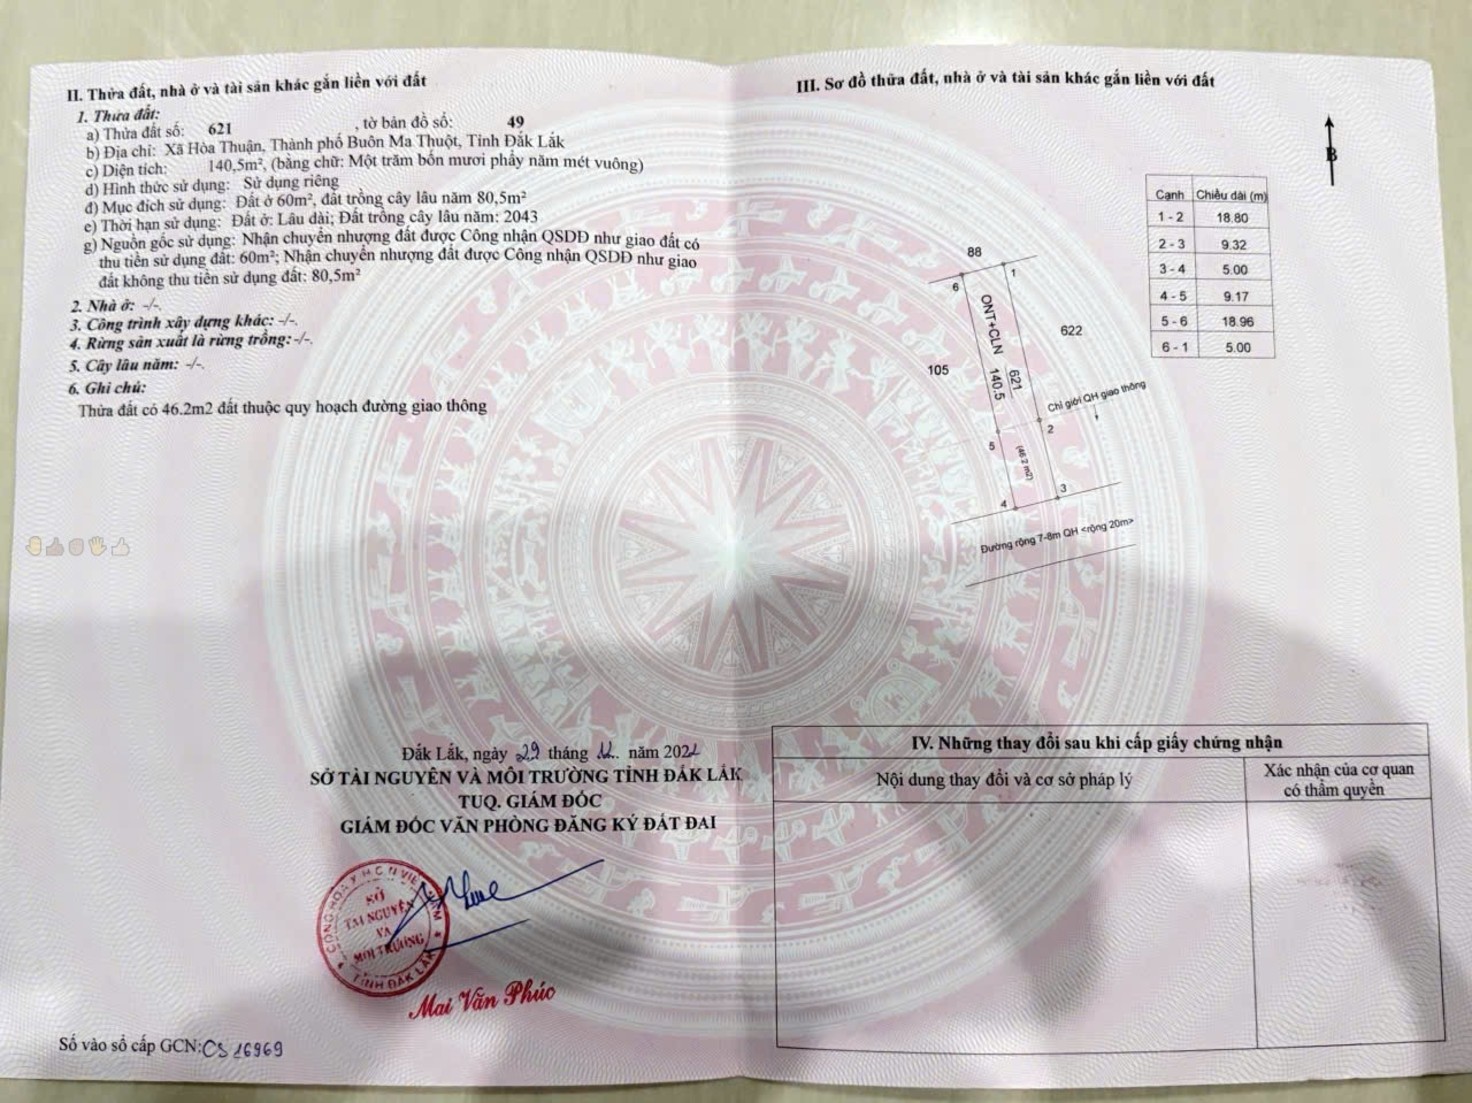 II. Thửa đất, nhà ở và tài sản khác gắn liền với đất
1. Thửa đất:
a) Thửa đất số: 621 , tờ bản đồ số: 49
b) Địa chỉ: Xã Hòa Thuận, Thành phố Buôn Ma Thuột, Tỉnh Đắk Lắk
c) Diện tích: 140,5m², (bằng chữ: Một trăm bốn mươi phẩy năm mét vuông)
d) Hình thức sử dụng: Sử dụng riêng
đ) Mục đích sử dụng: Đất ở 60m², đất trồng cây lâu năm 80,5m²
e) Thời hạn sử dụng: Đất ở: Lâu dài; Đất trồng cây lâu năm: 2043
g) Nguồn gốc sử dụng: Nhận chuyển nhượng đất được Công nhận QSDĐ như giao đất có
thu tiền sử dụng đất: 60m²; Nhận chuyển nhượng đất được Công nhận QSDĐ như giao
đất không thu tiền sử dụng đất: 80,5m²
2. Nhà ở: -/-.
3. Công trình xây dựng khác: -/-.
4. Rừng sản xuất là rừng trồng: -/-.
5. Cây lâu năm: -/-.
6. Ghi chú:
Thửa đất có 46.2m2 đất thuộc quy hoạch đường giao thông
Đắk Lắk, ngày 29 tháng 12. năm 2022
SỞ TÀI NGUYÊN VÀ MÔI TRƯỜNG TỈNH ĐẮK LẮK
TUQ. GIÁM ĐỐC
GIÁM ĐỐC VĂN PHÒNG ĐĂNG KÝ ĐẤT ĐAI
SỞ
TÀI NGUYÊN
VÀ
MÔI TRƯỜNG
TỈNH ĐẮK LẮK
Mai Văn Phúc
Số vào sổ cấp GCN: CS 16969
III. Sơ đồ thửa đất, nhà ở và tài sản khác gắn liền với đất
B
Cạnh Chiều dài (m)
1 - 2 18.80
2 - 3 9.32
3 - 4 5.00
4 - 5 9.17
5 - 6 18.96
6 - 1 5.00
88
1
6
ONT+CLN 621
140.5
622
105
Chỉ giới QH giao thông
2
5
(46.2 m2)
3
4
Đường rộng 7-8m QH <rộng 20m>
IV. Những thay đổi sau khi cấp giấy chứng nhận
Nội dung thay đổi và cơ sở pháp lý
Xác nhận của cơ quan
có thẩm quyền